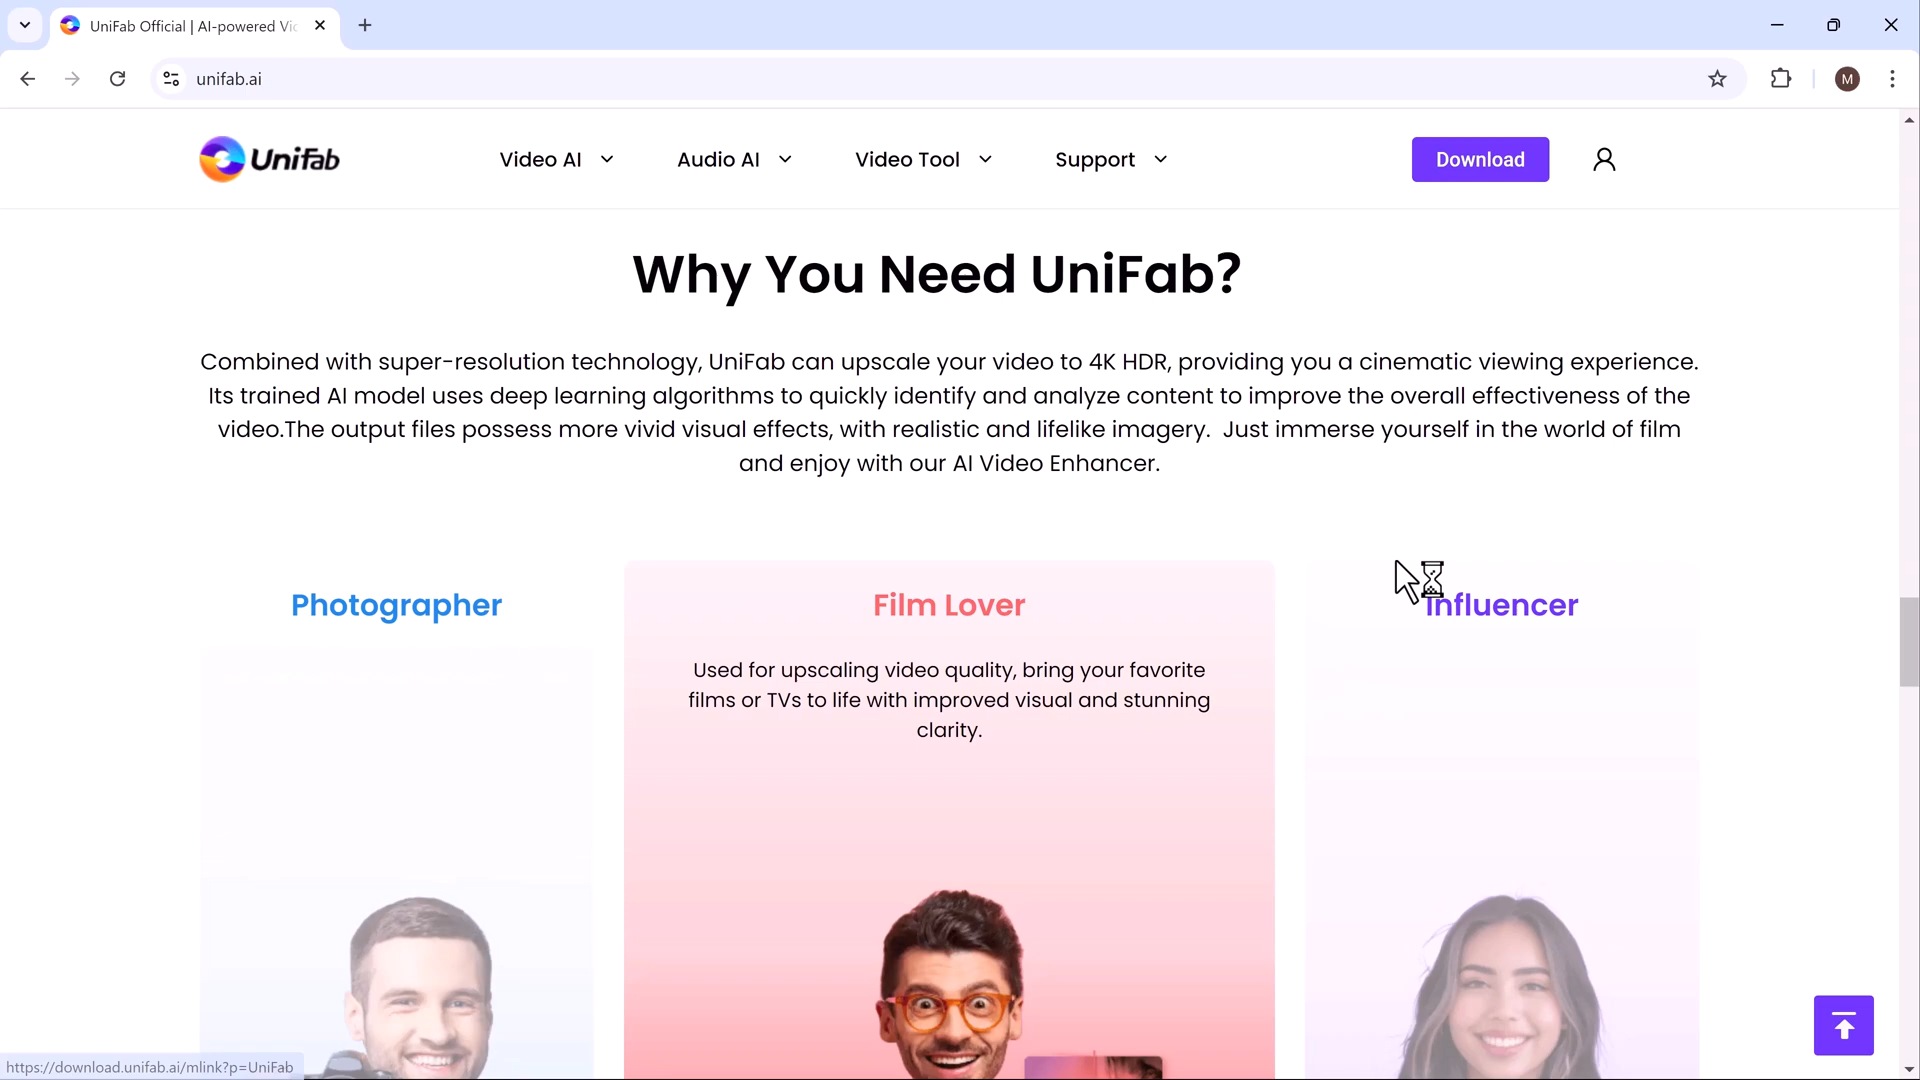 UniFab Official | AI-powered Vic
unifab.ai
M
UniFab
Video AI
Audio AI
Video Tool
Support
Download
Why You Need UniFab?
Combined with super-resolution technology, UniFab can upscale your video to 4K HDR, providing you a cinematic viewing experience.
Its trained AI model uses deep learning algorithms to quickly identify and analyze content to improve the overall effectiveness of the
video.The output files possess more vivid visual effects, with realistic and lifelike imagery.  Just immerse yourself in the world of film
and enjoy with our AI Video Enhancer.
Photographer
Film Lover
Influencer
Used for upscaling video quality, bring your favorite
films or TVs to life with improved visual and stunning
clarity.
https://download.unifab.ai/mlink?p=UniFab